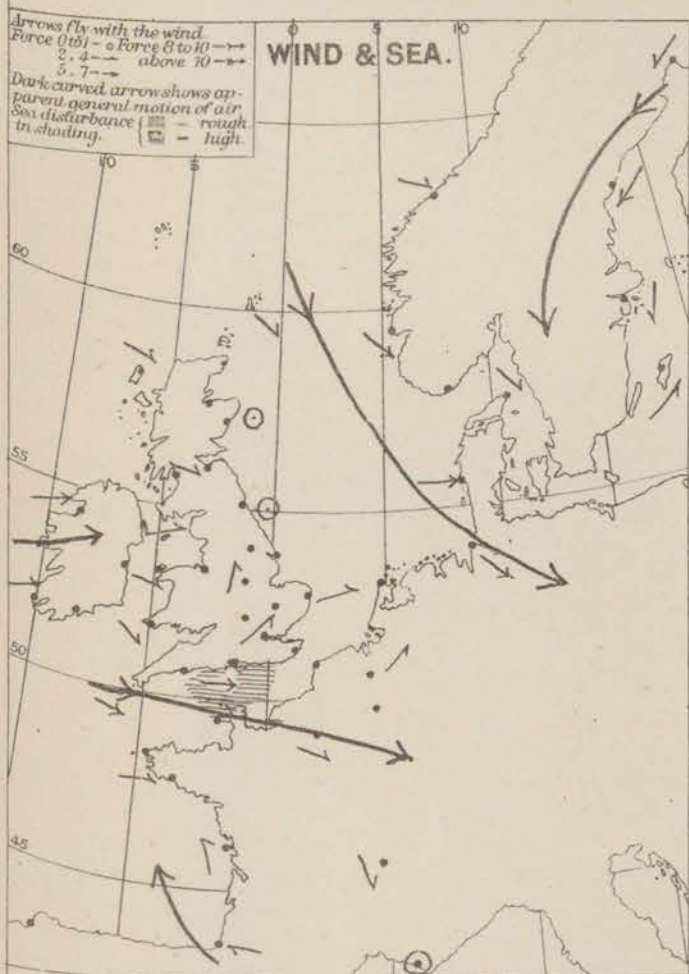 Arrows fly with the wind.
Force 0 to 1 - ⊙ Force 8 to 10 -
2 . 4 - above 10 -
5 . 7 -
Dark curved arrow shows ap-
parent general motion of air
Sea disturbance { - rough.
in shading. { - high.
WIND & SEA.
0 5 10
10 5
60
55
50
45